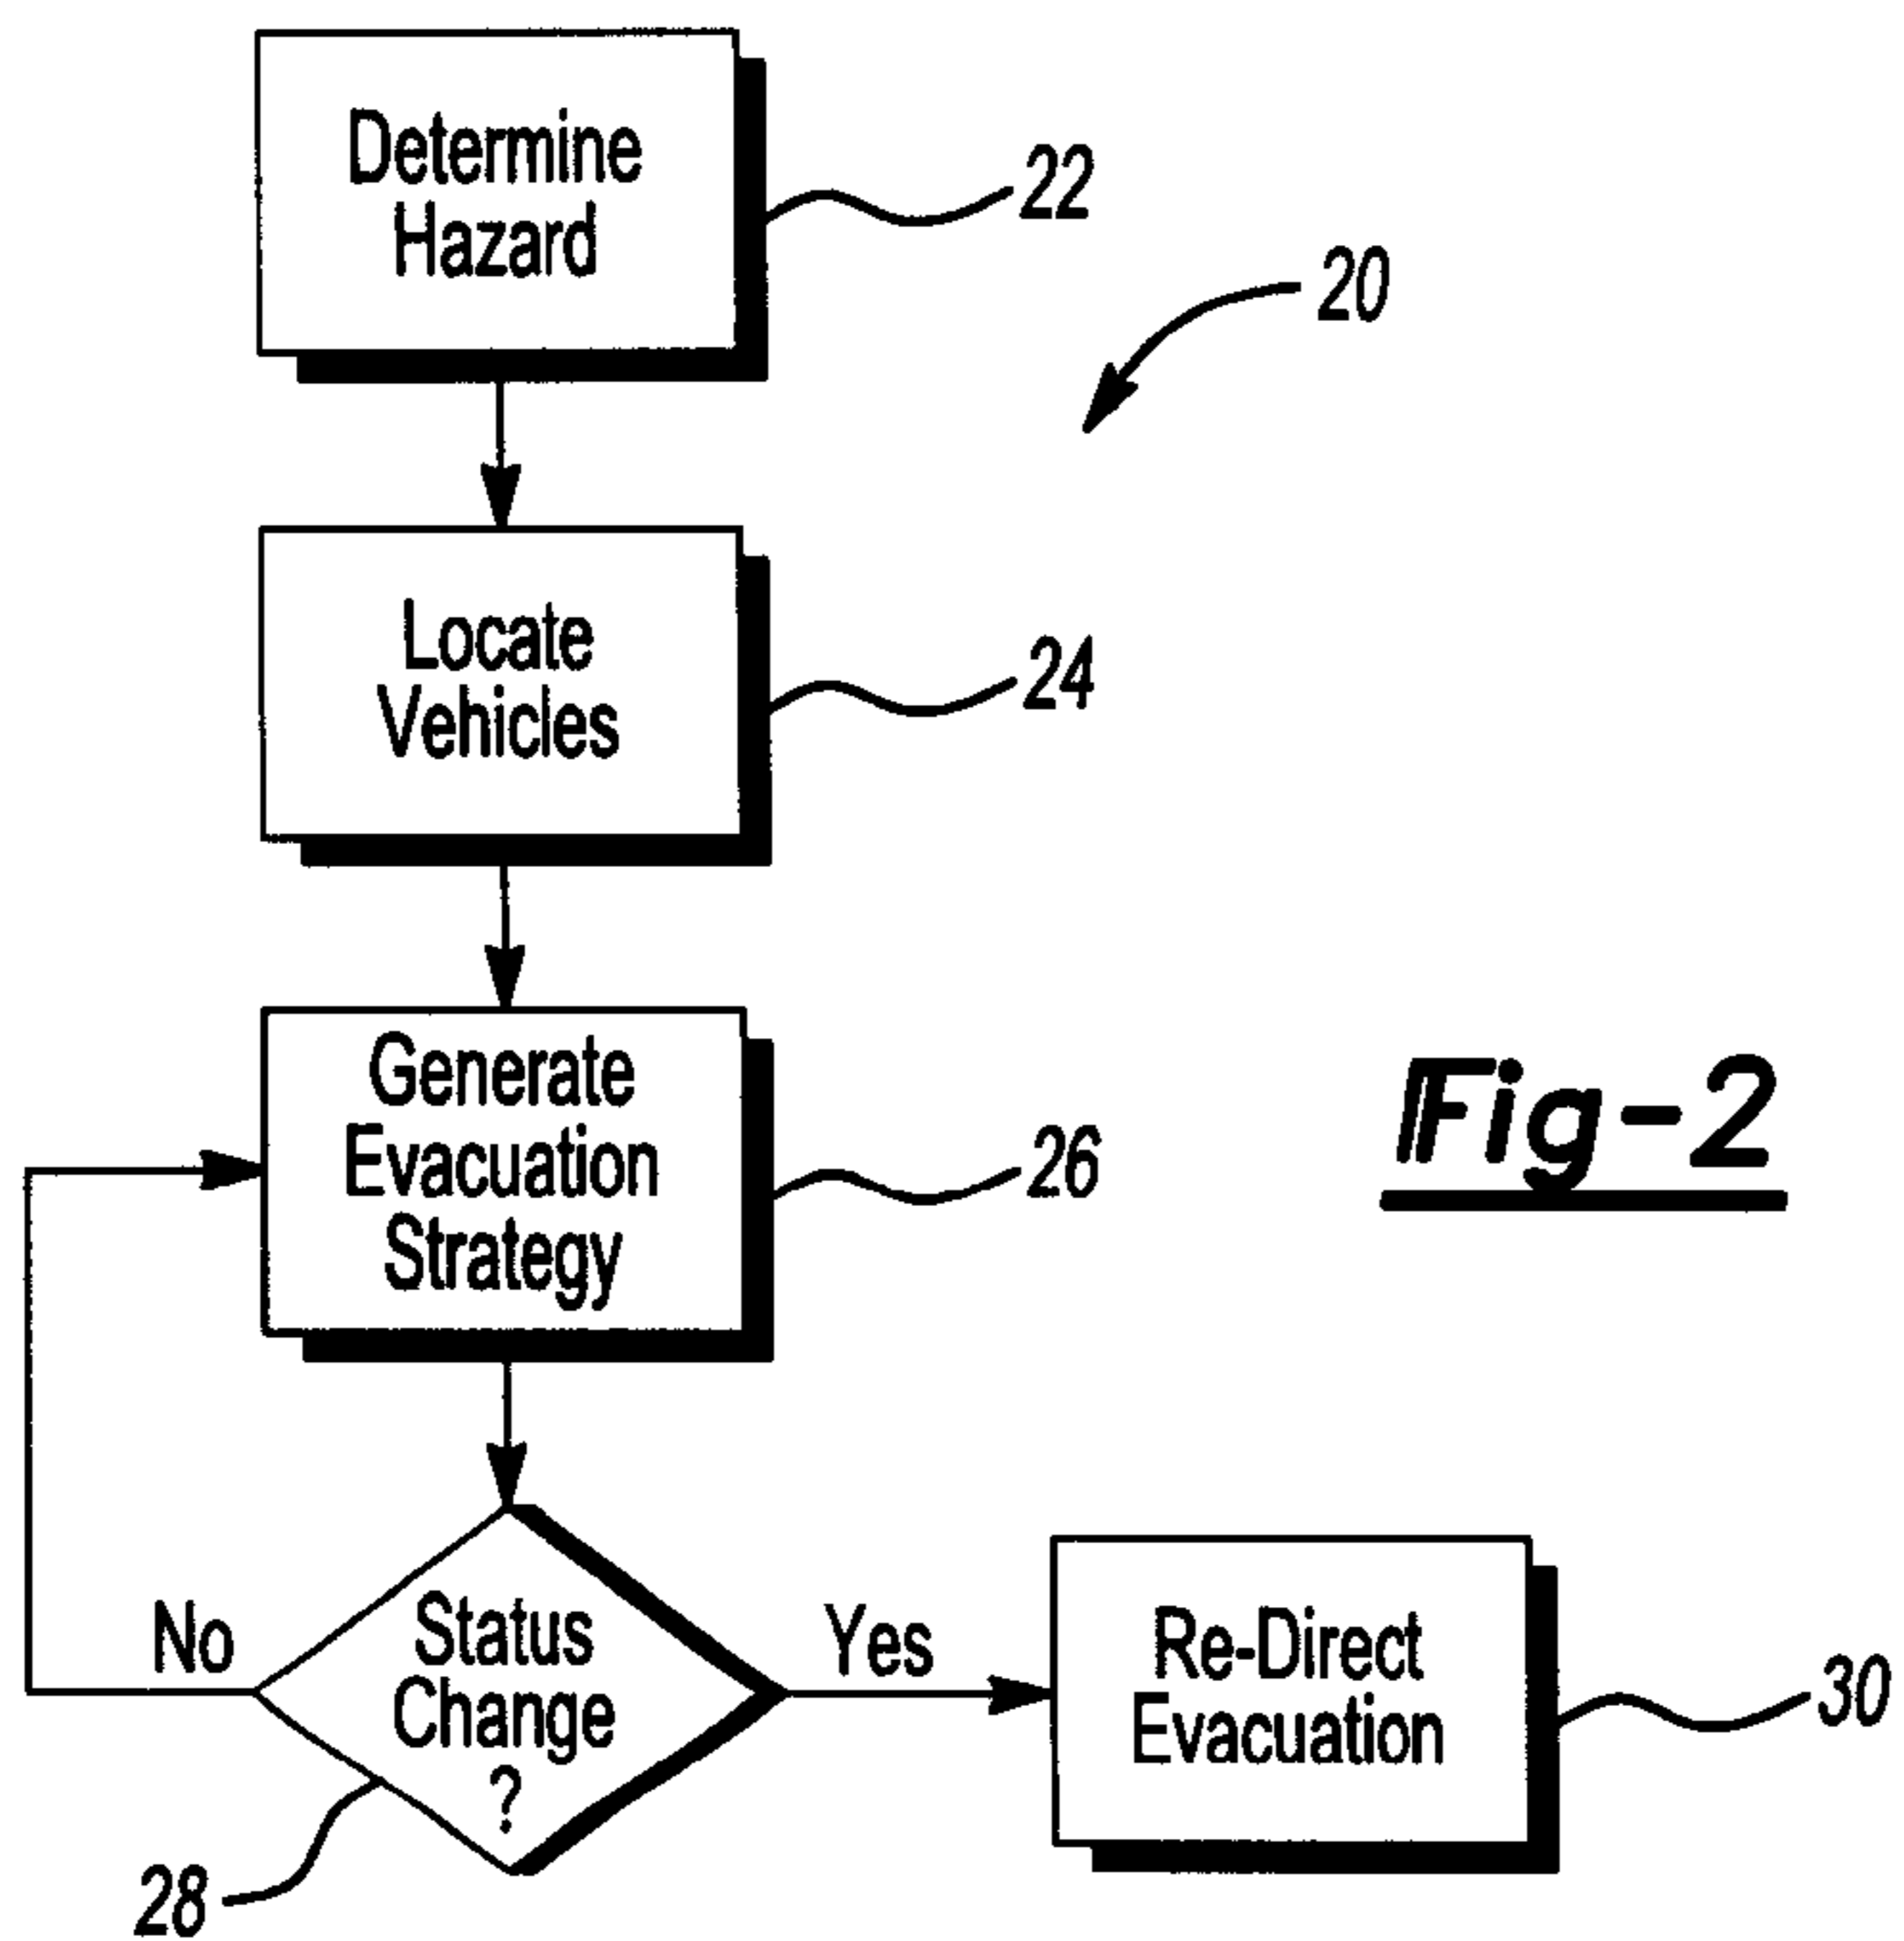 Determine
Hazard
22
20
Locate
Vehicles
24
Generate
Evacuation
Strategy
26
Fig-2
Status
Change
?
No
Yes
Re-Direct
Evacuation
30
28